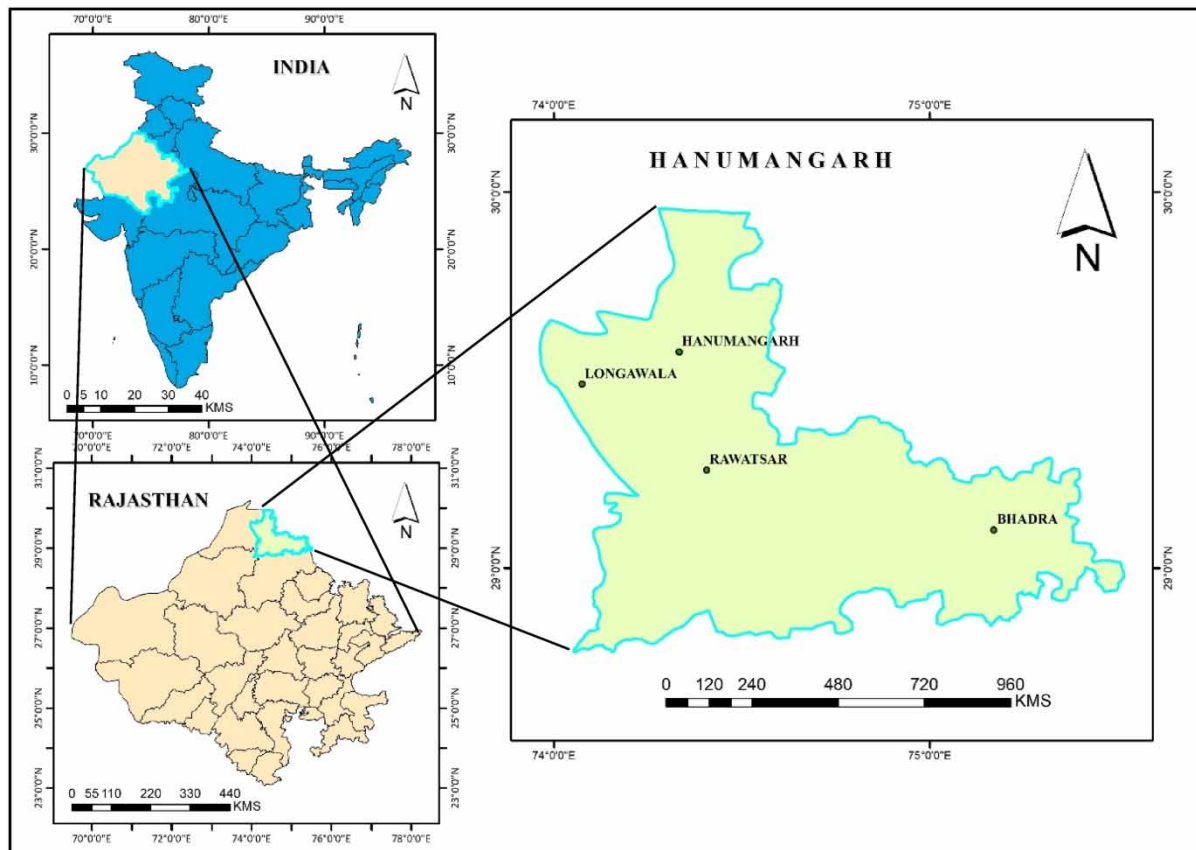 70°0'0"E 80°0'0"E 90°0'0"E
INDIA
N
30°0'0"N 30°0'0"N
20°0'0"N 20°0'0"N
10°0'0"N 10°0'0"N
0 5 10 20 30 40
KMS
70°0'0"E 80°0'0"E 90°0'0"E
70°0'0"E 72°0'0"E 74°0'0"E 76°0'0"E 78°0'0"E
RAJASTHAN
N
31°0'0"N 31°0'0"N
29°0'0"N 29°0'0"N
27°0'0"N 27°0'0"N
25°0'0"N 25°0'0"N
23°0'0"N 23°0'0"N
0 55 110 220 330 440
KMS
70°0'0"E 72°0'0"E 74°0'0"E 76°0'0"E 78°0'0"E
74°0'0"E 75°0'0"E
HANUMANGARH
N
30°0'0"N 30°0'0"N
HANUMANGARH
LONGAWALA
RAWATSAR
BHADRA
29°0'0"N 29°0'0"N
0 120 240 480 720 960
KMS
74°0'0"E 75°0'0"E